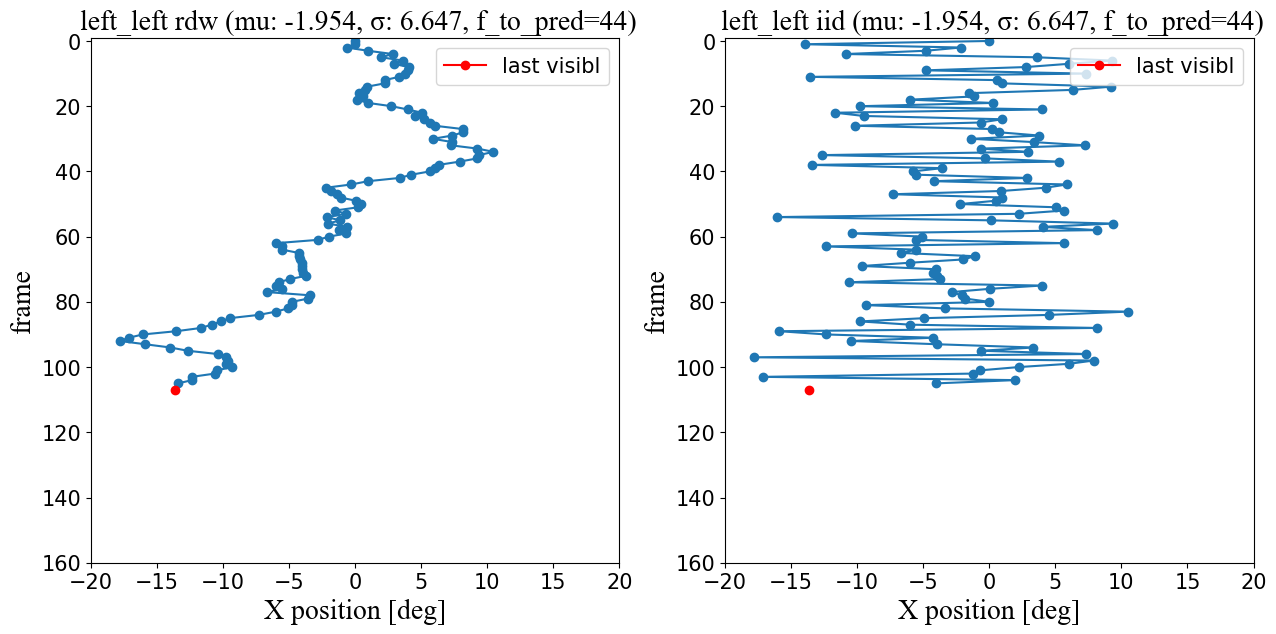 left_left rdw (mu: -1.954, σ: 6.647, f_to_pred=44)
last visibl
0
20
40
60
80
100
120
140
160
frame
−20 −15 −10 −5 0 5 10 15 20
X position [deg]
left_left iid (mu: -1.954, σ: 6.647, f_to_pred=44)
last visibl
0
20
40
60
80
100
120
140
160
frame
−20 −15 −10 −5 0 5 10 15 20
X position [deg]